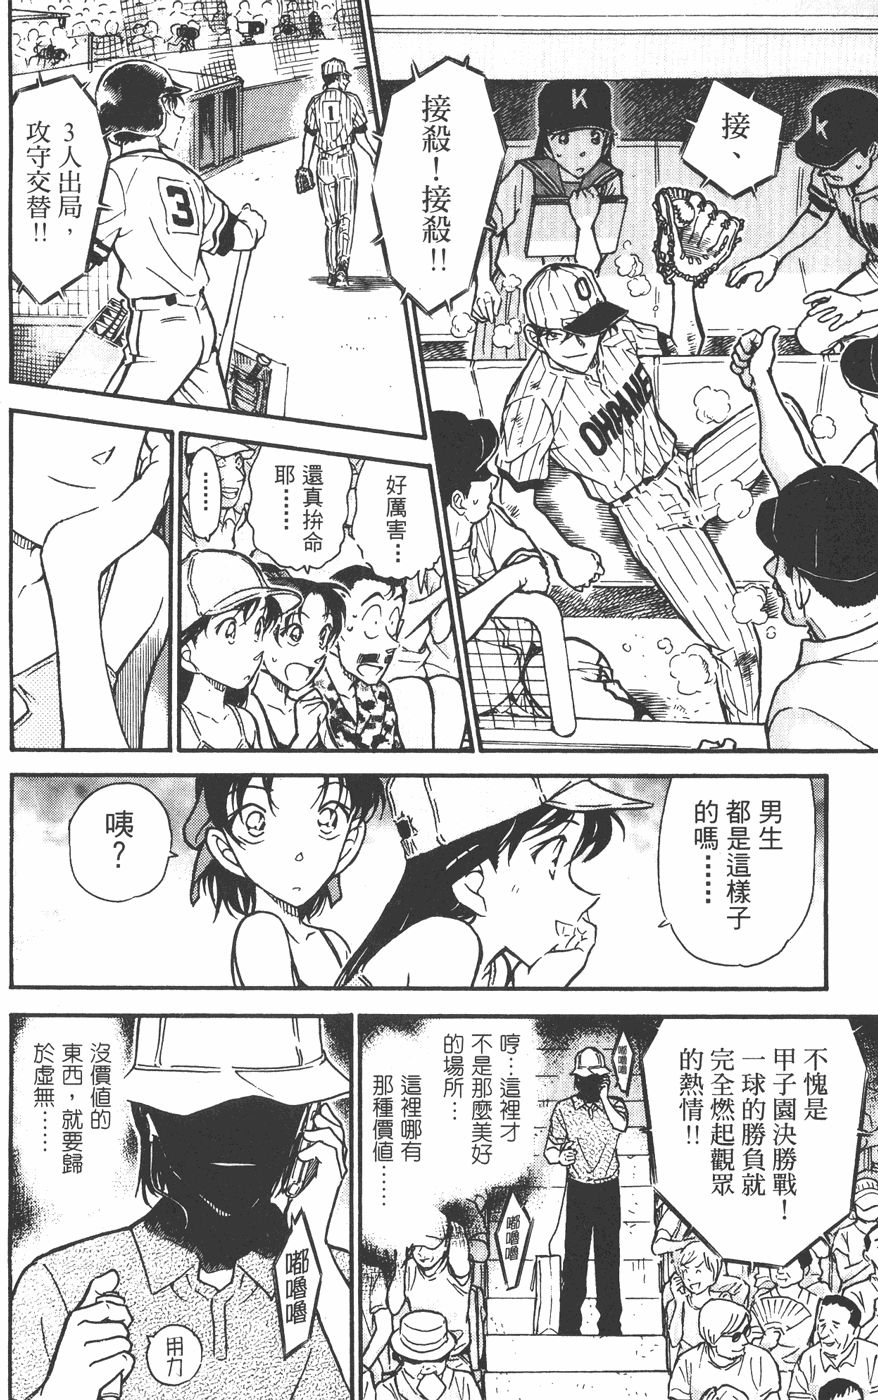 接、
K
K
接殺！接殺！!
O
OHPANE
1
3人出局，
攻守交替!!
3
好厲害…
還真拚命
耶……
……
男生
都是這樣子
的嗎……
咦？
不愧是
甲子園決勝戰！
一球的勝負就
完全燃起觀眾
的熱情!!
嘟嚕嚕
哼…這裡才
不是那麼美好
的場所…
這裡哪有
那種價值……
嘟嚕嚕
沒價值的
東西，就要歸
於虛無……
嘟嚕嚕
用力